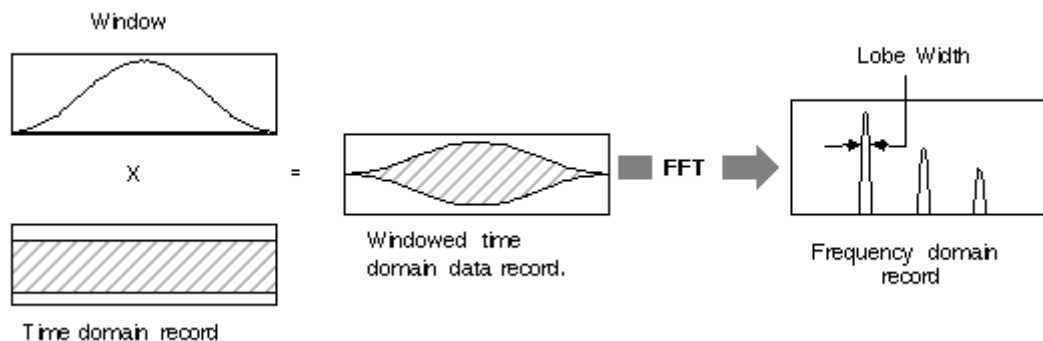 Window
X
=
Time domain record
Windowed time
domain data record.
FFT
Lobe Width
Frequency domain
record